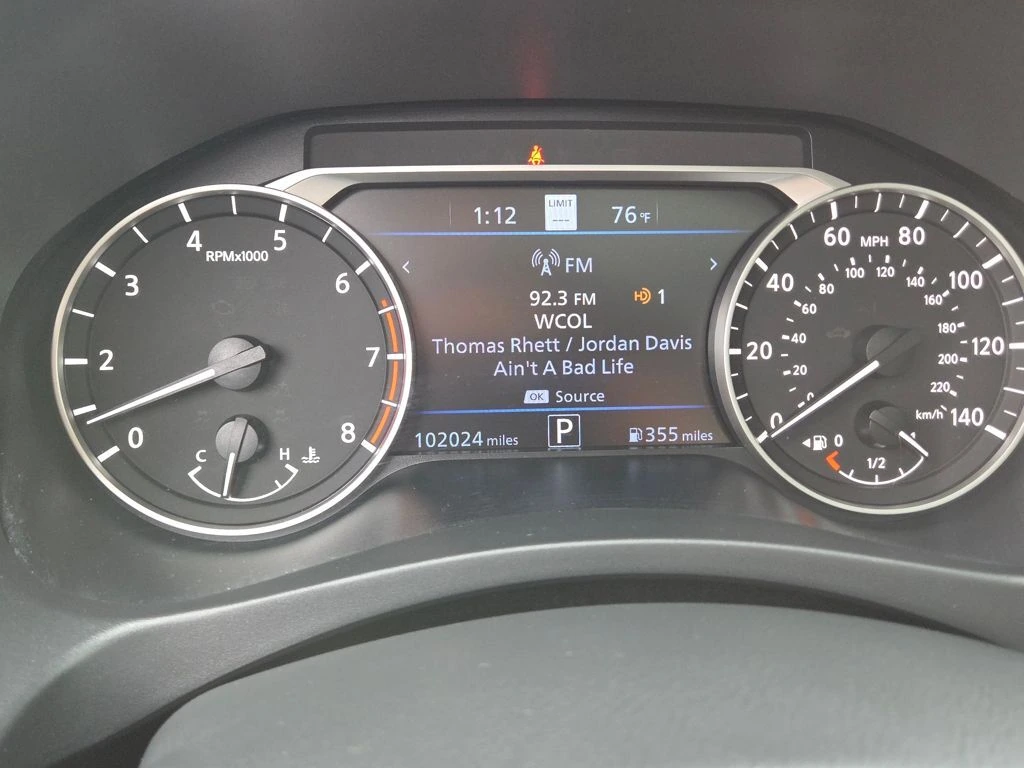 1:12 LIMIT --- 76°F
FM
92.3 FM HD 1
WCOL
Thomas Rhett / Jordan Davis
Ain't A Bad Life
OK Source
102024 miles P 355 miles
0 2 3 4 5 6 7 8
RPMx1000
C H
0 20 40 60 80 100 120 140
MPH
0 20 40 60 80 100 120 140 160 180 200 220
km/h
0 1/2